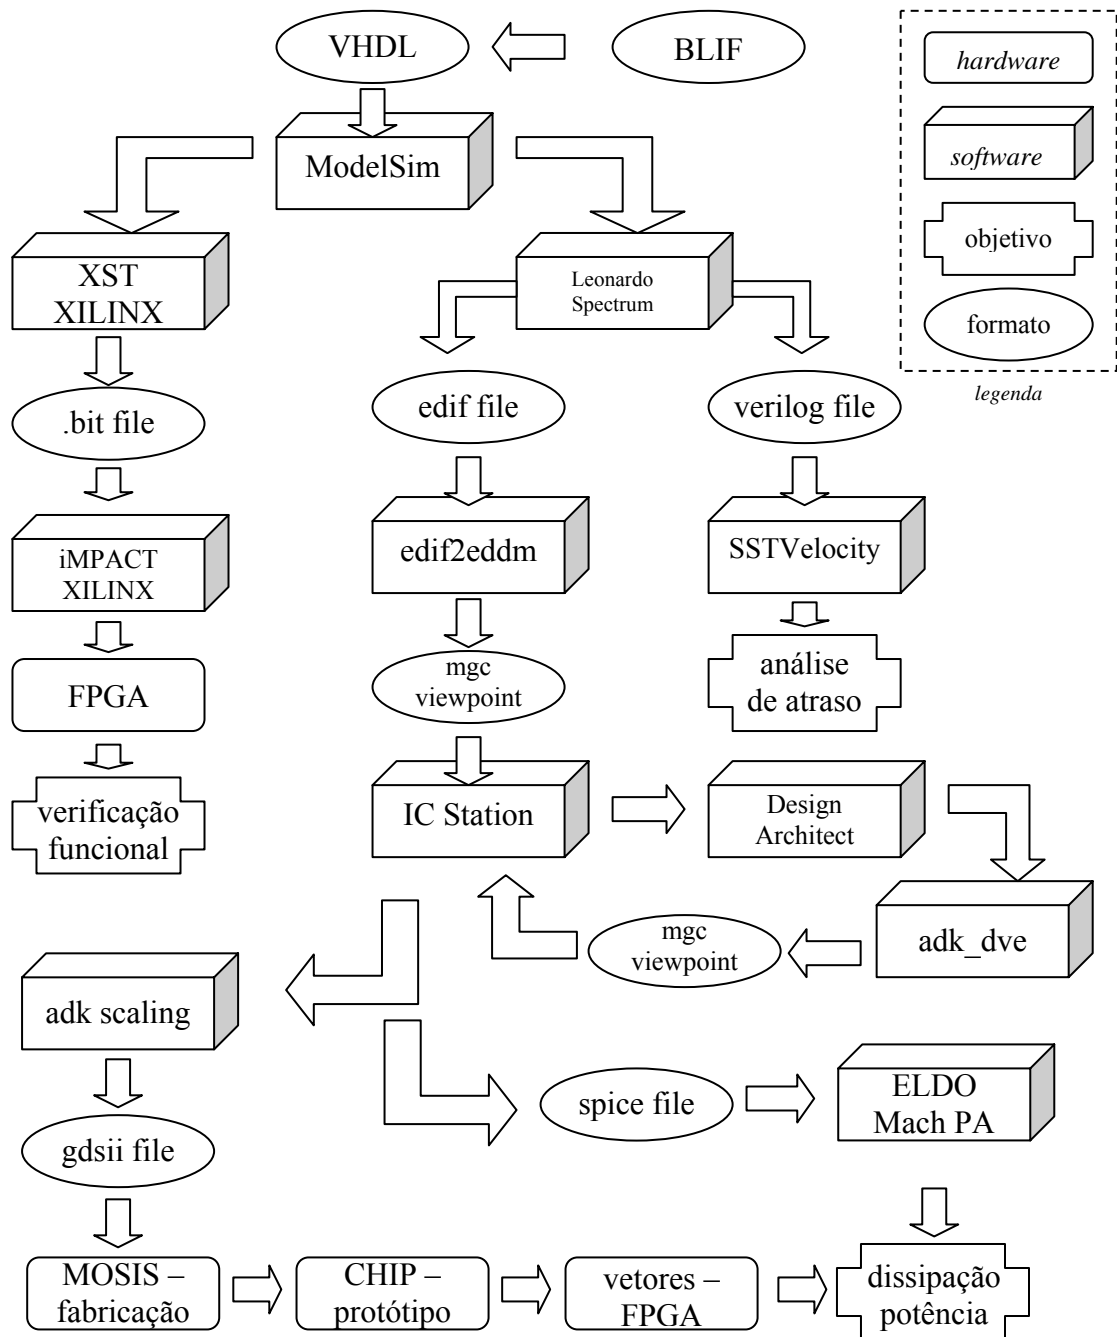 VHDL
BLIF
hardware
ModelSim
software
XST
XILINX
Leonardo
Spectrum
objetivo
formato
legenda
.bit file
edif file
verilog file
iMPACT
XILINX
edif2eddm
SSTVelocity
FPGA
mgc
viewpoint
análise
de atraso
verificação
funcional
IC Station
Design
Architect
mgc
viewpoint
adk_dve
adk scaling
spice file
ELDO
Mach PA
gdsii file
MOSIS –
fabricação
CHIP –
protótipo
vetores –
FPGA
dissipação
potência